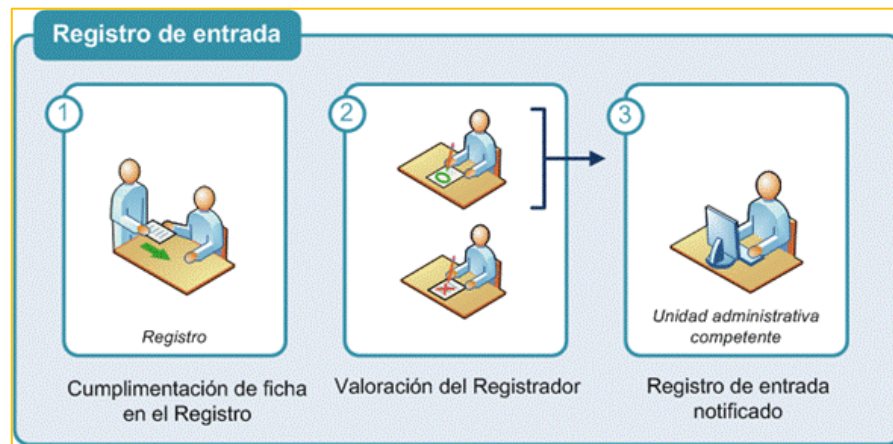 Registro de entrada
1
2
3
Registro
Unidad administrativa
competente
Cumplimentación de ficha
en el Registro
Valoración del Registrador
Registro de entrada
notificado